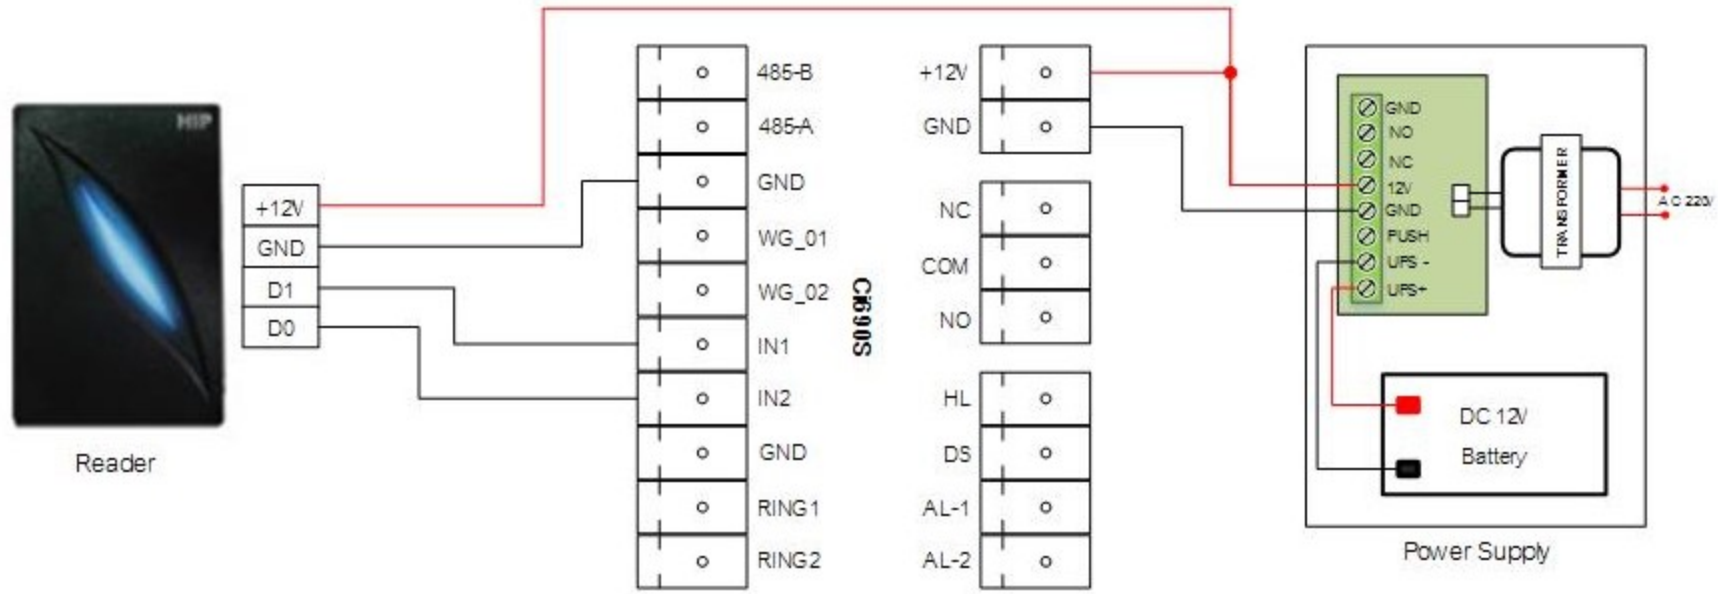 HIP
+12V
GND
D1
D0
Reader
485-B
485-A
GND
WG_01
WG_02
IN1
IN2
GND
RING1
RING2
Ci690S
+12V
GND
NC
COM
NO
HL
DS
AL-1
AL-2
GND
NO
NC
12V
GND
PUSH
UPS -
UPS+
TRANSFORMER
AC 220V
DC 12V
Battery
Power Supply